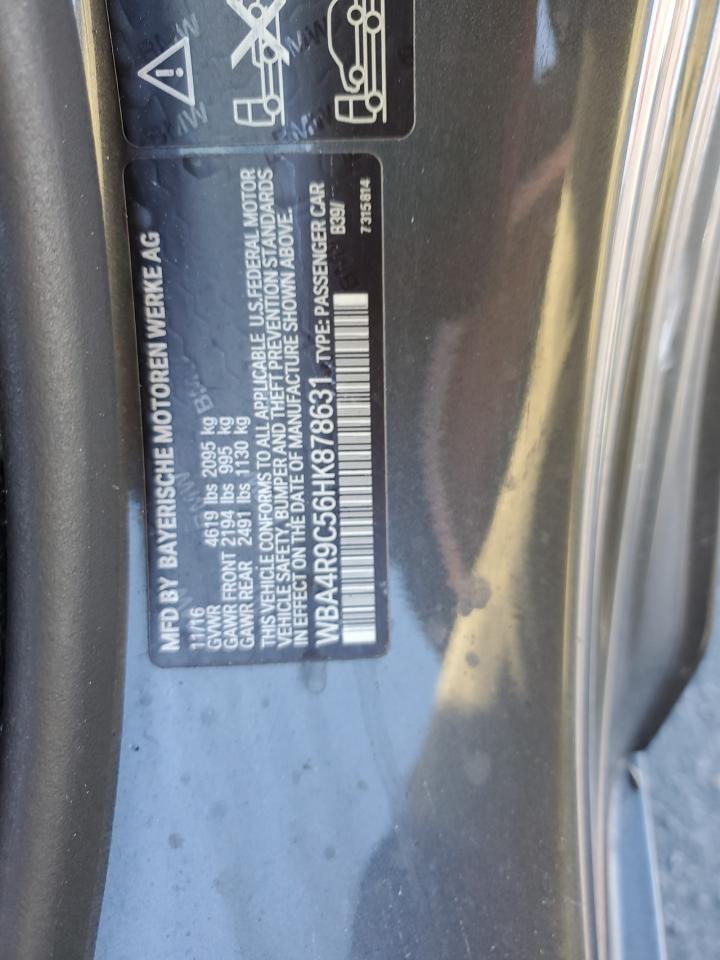 MFD BY BAYERISCHE MOTOREN WERKE AG
11/16
GVWR 4619 lbs 2095 kg
GAWR FRONT 2194 lbs 995 kg
GAWR REAR 2491 lbs 1130 kg
THIS VEHICLE CONFORMS TO ALL APPLICABLE U.S.FEDERAL MOTOR
VEHICLE SAFETY, BUMPER AND THEFT PREVENTION STANDARDS
IN EFFECT ON THE DATE OF MANUFACTURE SHOWN ABOVE.
WBA4R9C56HK878631 TYPE: PASSENGER CAR
B39/
7315814